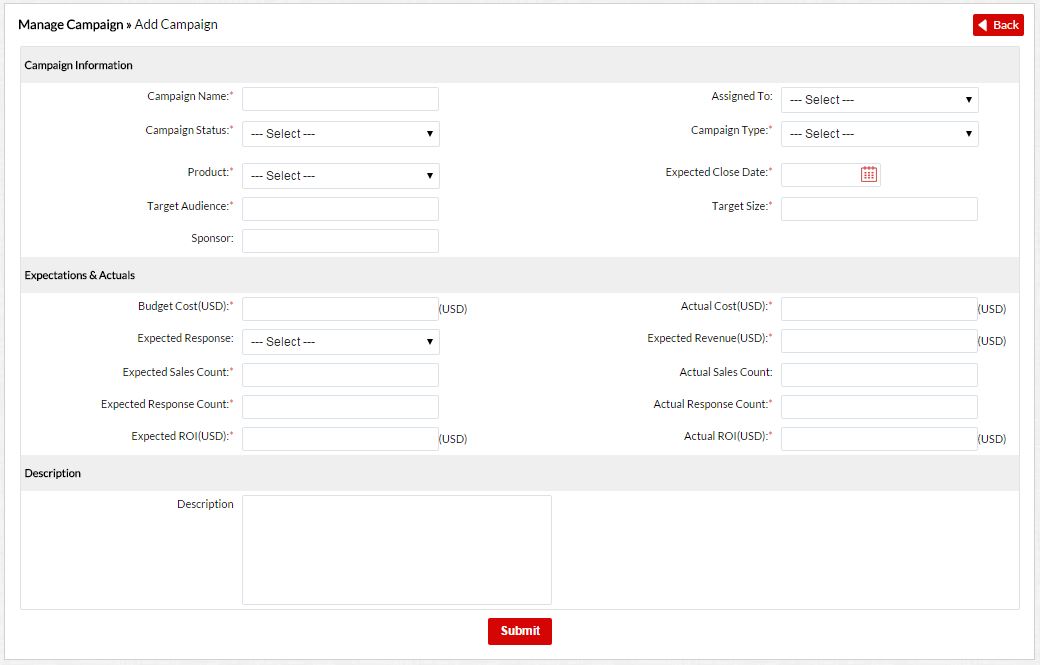 Manage Campaign » Add Campaign
Back
Campaign Information
Campaign Name:*
Assigned To: --- Select ---
Campaign Status:* --- Select ---
Campaign Type:* --- Select ---
Product:* --- Select ---
Expected Close Date:*
Target Audience:*
Target Size:*
Sponsor:
Expectations & Actuals
Budget Cost(USD):* (USD)
Actual Cost(USD):* (USD)
Expected Response: --- Select ---
Expected Revenue(USD):* (USD)
Expected Sales Count:*
Actual Sales Count:
Expected Response Count:*
Actual Response Count:*
Expected ROI(USD):* (USD)
Actual ROI(USD):* (USD)
Description
Description
Submit